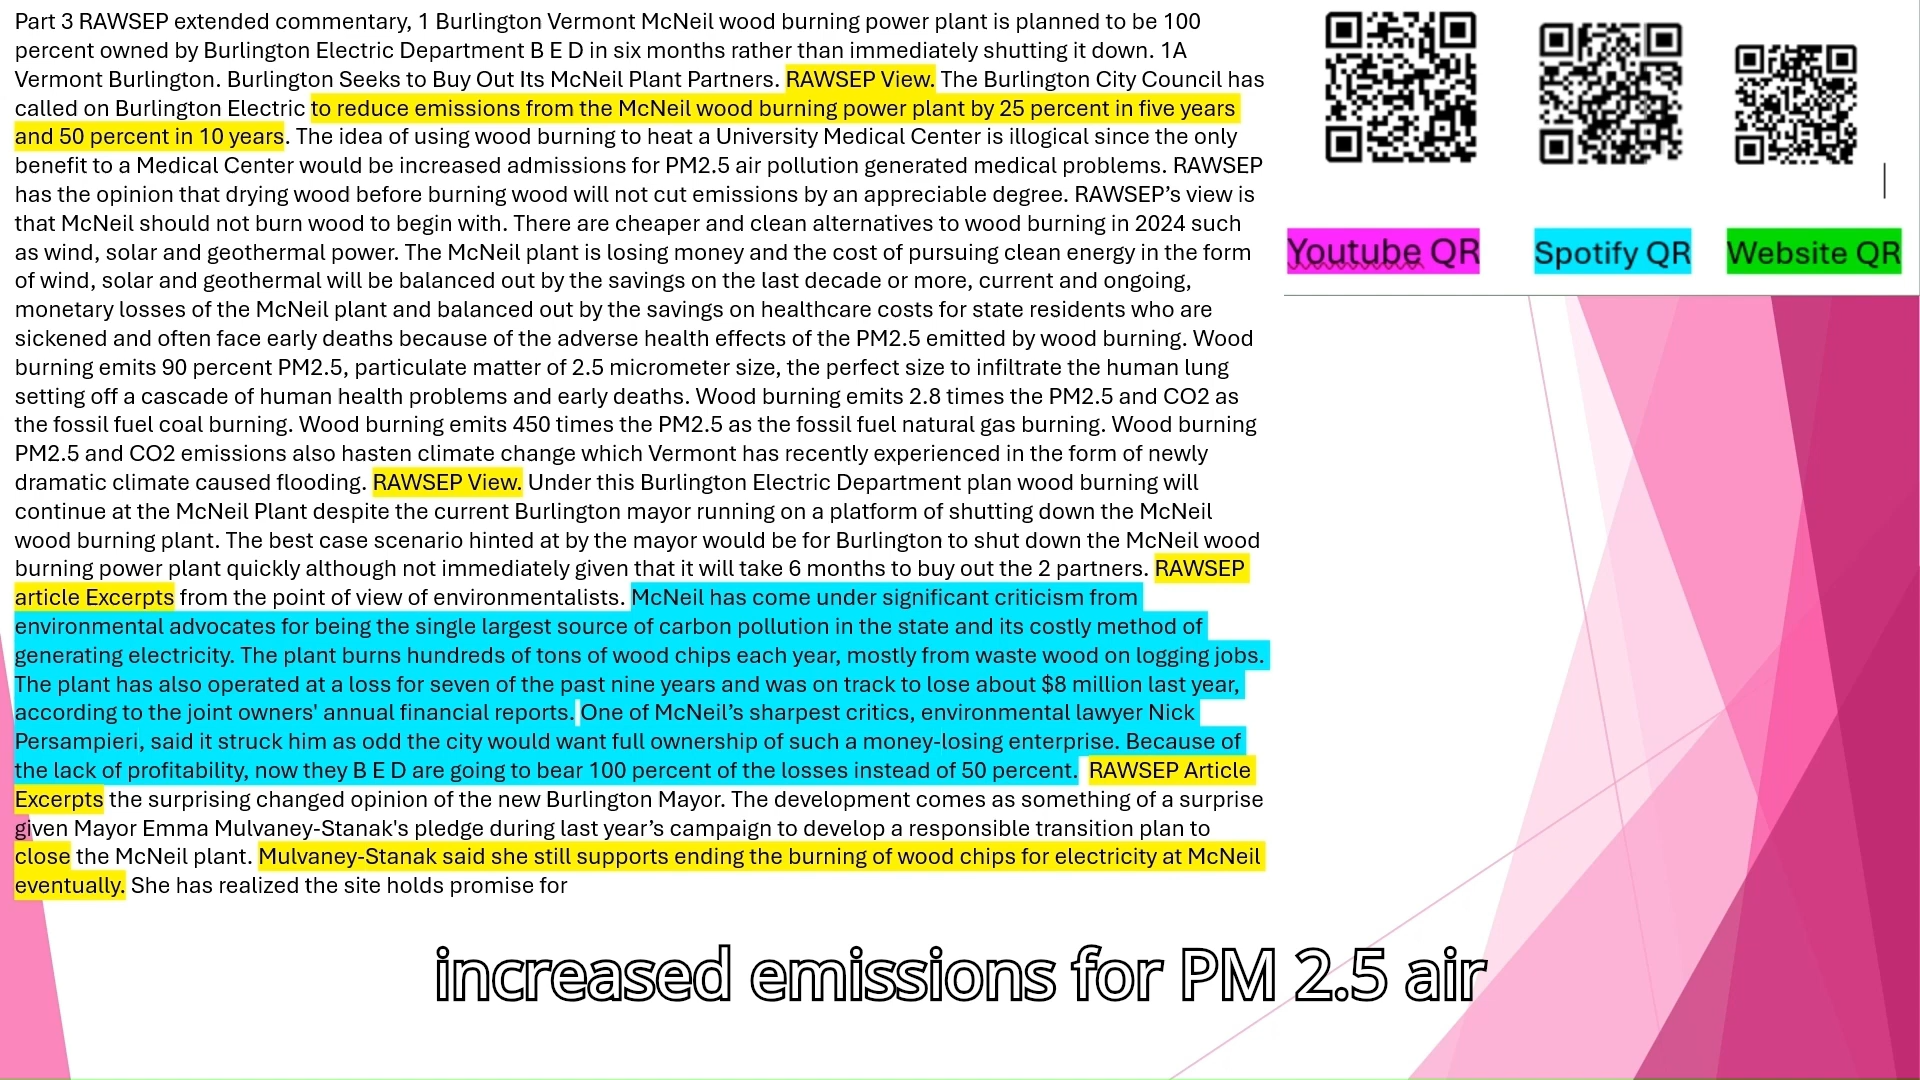 Part 3 RAWSEP extended commentary, 1 Burlington Vermont McNeil wood burning power plant is planned to be 100
percent owned by Burlington Electric Department B E D in six months rather than immediately shutting it down. 1A
Vermont Burlington. Burlington Seeks to Buy Out Its McNeil Plant Partners. RAWSEP View. The Burlington City Council has
called on Burlington Electric to reduce emissions from the McNeil wood burning power plant by 25 percent in five years
and 50 percent in 10 years. The idea of using wood burning to heat a University Medical Center is illogical since the only
benefit to a Medical Center would be increased admissions for PM2.5 air pollution generated medical problems. RAWSEP
has the opinion that drying wood before burning wood will not cut emissions by an appreciable degree. RAWSEP’s view is
that McNeil should not burn wood to begin with. There are cheaper and clean alternatives to wood burning in 2024 such
as wind, solar and geothermal power. The McNeil plant is losing money and the cost of pursuing clean energy in the form
of wind, solar and geothermal will be balanced out by the savings on the last decade or more, current and ongoing,
monetary losses of the McNeil plant and balanced out by the savings on healthcare costs for state residents who are
sickened and often face early deaths because of the adverse health effects of the PM2.5 emitted by wood burning. Wood
burning emits 90 percent PM2.5, particulate matter of 2.5 micrometer size, the perfect size to infiltrate the human lung
setting off a cascade of human health problems and early deaths. Wood burning emits 2.8 times the PM2.5 and CO2 as
the fossil fuel coal burning. Wood burning emits 450 times the PM2.5 as the fossil fuel natural gas burning. Wood burning
PM2.5 and CO2 emissions also hasten climate change which Vermont has recently experienced in the form of newly
dramatic climate caused flooding. RAWSEP View. Under this Burlington Electric Department plan wood burning will
continue at the McNeil Plant despite the current Burlington mayor running on a platform of shutting down the McNeil
wood burning plant. The best case scenario hinted at by the mayor would be for Burlington to shut down the McNeil wood
burning power plant quickly although not immediately given that it will take 6 months to buy out the 2 partners. RAWSEP
article Excerpts from the point of view of environmentalists. McNeil has come under significant criticism from
environmental advocates for being the single largest source of carbon pollution in the state and its costly method of
generating electricity. The plant burns hundreds of tons of wood chips each year, mostly from waste wood on logging jobs.
The plant has also operated at a loss for seven of the past nine years and was on track to lose about $8 million last year,
according to the joint owners' annual financial reports. One of McNeil’s sharpest critics, environmental lawyer Nick
Persampieri, said it struck him as odd the city would want full ownership of such a money-losing enterprise. Because of
the lack of profitability, now they B E D are going to bear 100 percent of the losses instead of 50 percent. RAWSEP Article
Excerpts the surprising changed opinion of the new Burlington Mayor. The development comes as something of a surprise
given Mayor Emma Mulvaney-Stanak's pledge during last year’s campaign to develop a responsible transition plan to
close the McNeil plant. Mulvaney-Stanak said she still supports ending the burning of wood chips for electricity at McNeil
eventually. She has realized the site holds promise for
Youtube QR
Spotify QR
Website QR
increased emissions for PM 2.5 air